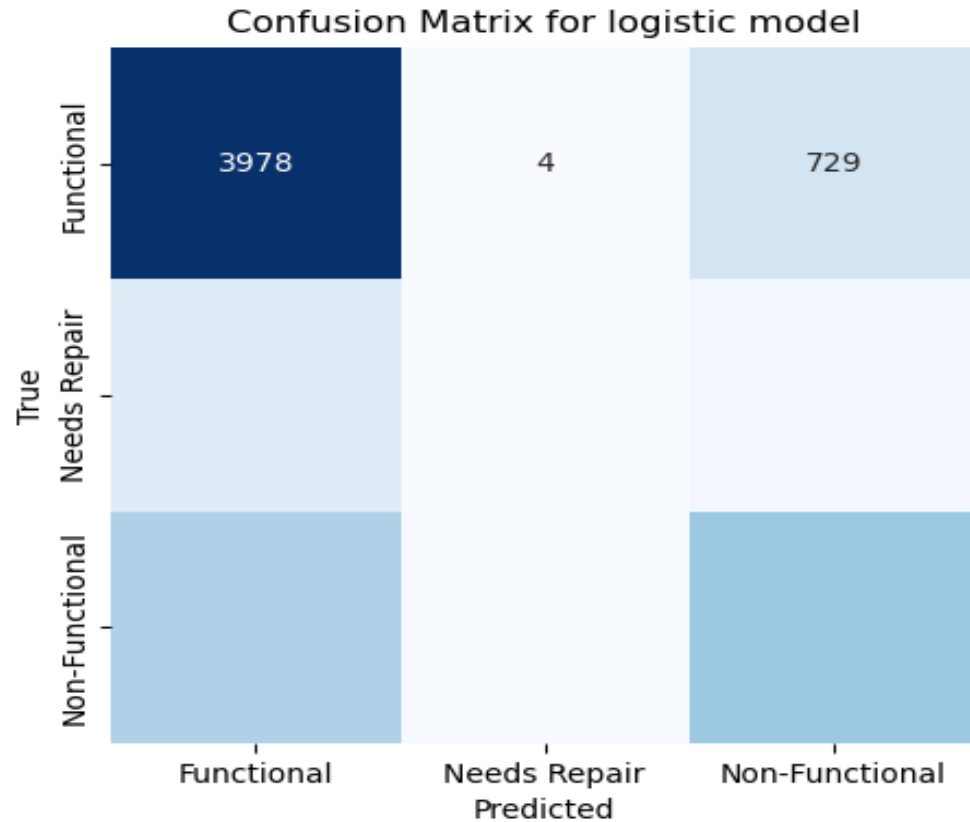 Confusion Matrix for logistic model
True
Functional
3978 4 729
Needs Repair
Non-Functional
Functional Needs Repair Non-Functional
Predicted